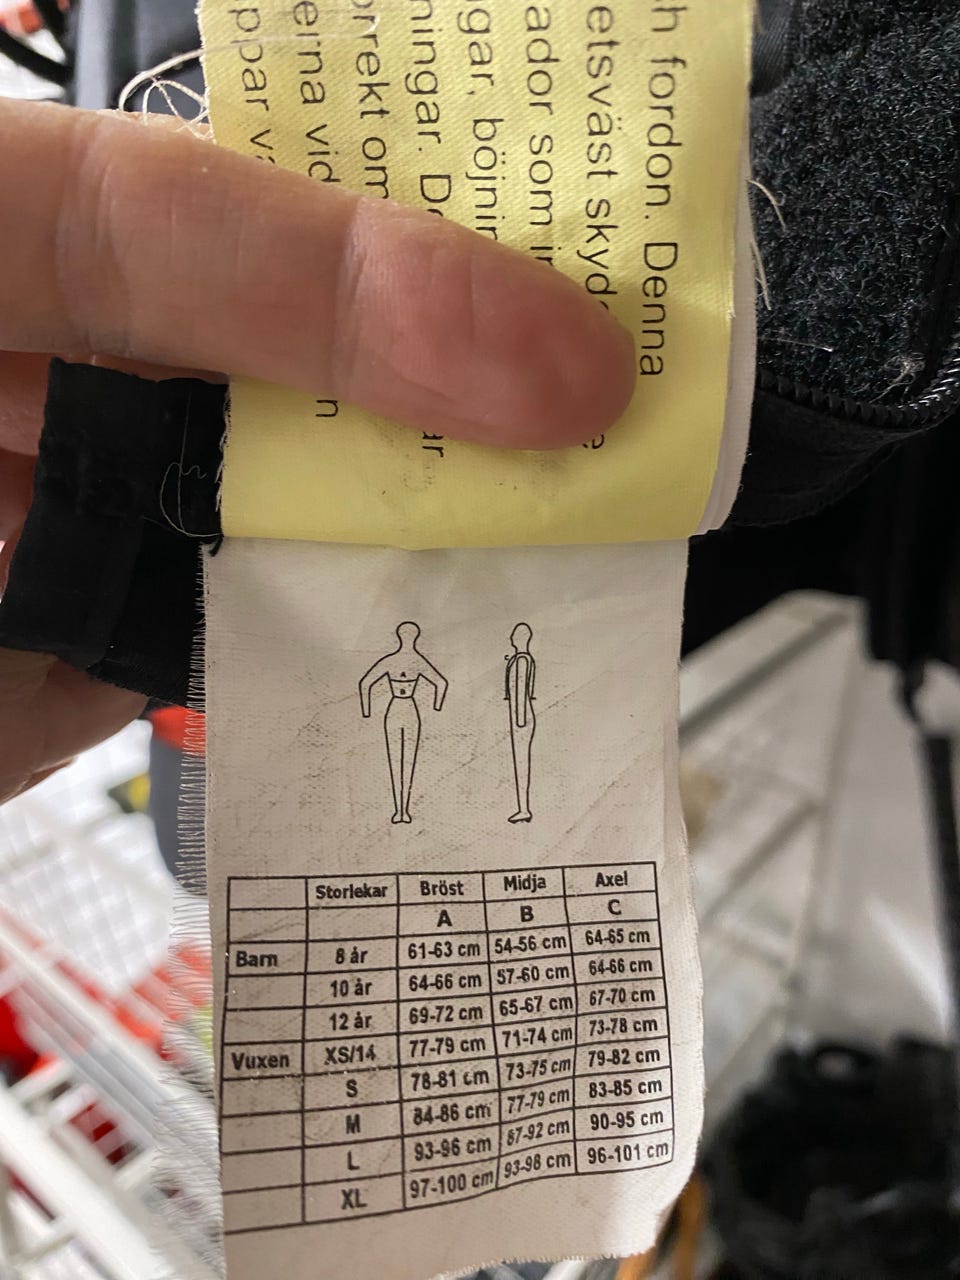 h fordon. Denna
etsväst skyd
ador som
gar,
ningar.
orrekt om
erna vid
ppar
A
B
C
Storlekar Bröst Midja Axel
A B C
Barn 8 år 61-63 cm 54-56 cm 64-65 cm
10 år 64-66 cm 57-60 cm 64-66 cm
12 år 69-72 cm 65-67 cm 67-70 cm
Vuxen XS/14 77-79 cm 71-74 cm 73-78 cm
S 78-81 cm 73-75 cm 79-82 cm
M 84-86 cm 77-79 cm 83-85 cm
L 93-96 cm 87-92 cm 90-95 cm
XL 97-100 cm 93-98 cm 96-101 cm